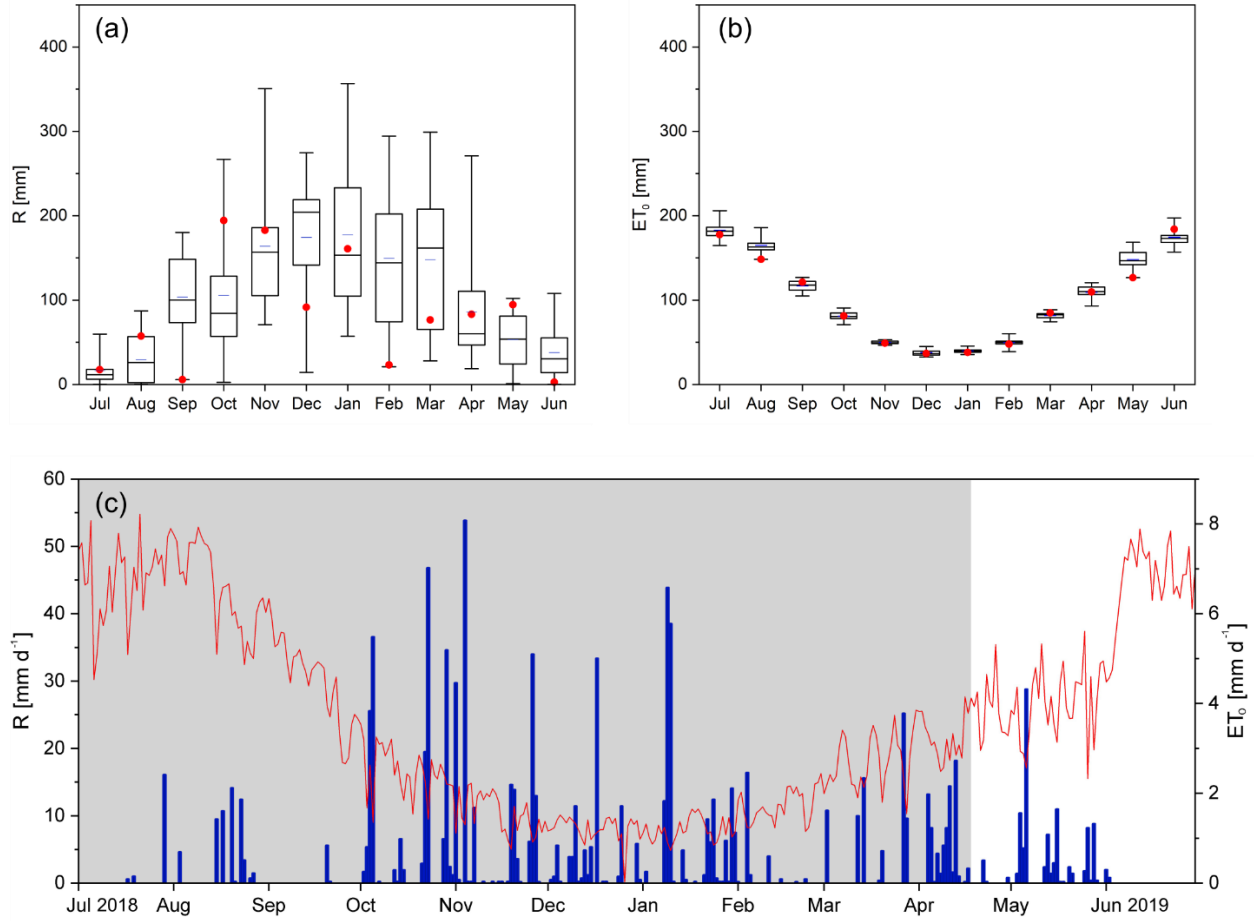 (a)
400
300
200
100
0
R [mm]
Jul Aug Sep Oct Nov Dec Jan Feb Mar Apr May Jun
(b)
400
300
200
100
0
ET₀ [mm]
Jul Aug Sep Oct Nov Dec Jan Feb Mar Apr May Jun
(c)
60
50
40
30
20
10
0
R [mm d⁻¹]
8
6
4
2
0
ET₀ [mm d⁻¹]
Jul 2018 Aug Sep Oct Nov Dec Jan Feb Mar Apr May Jun 2019